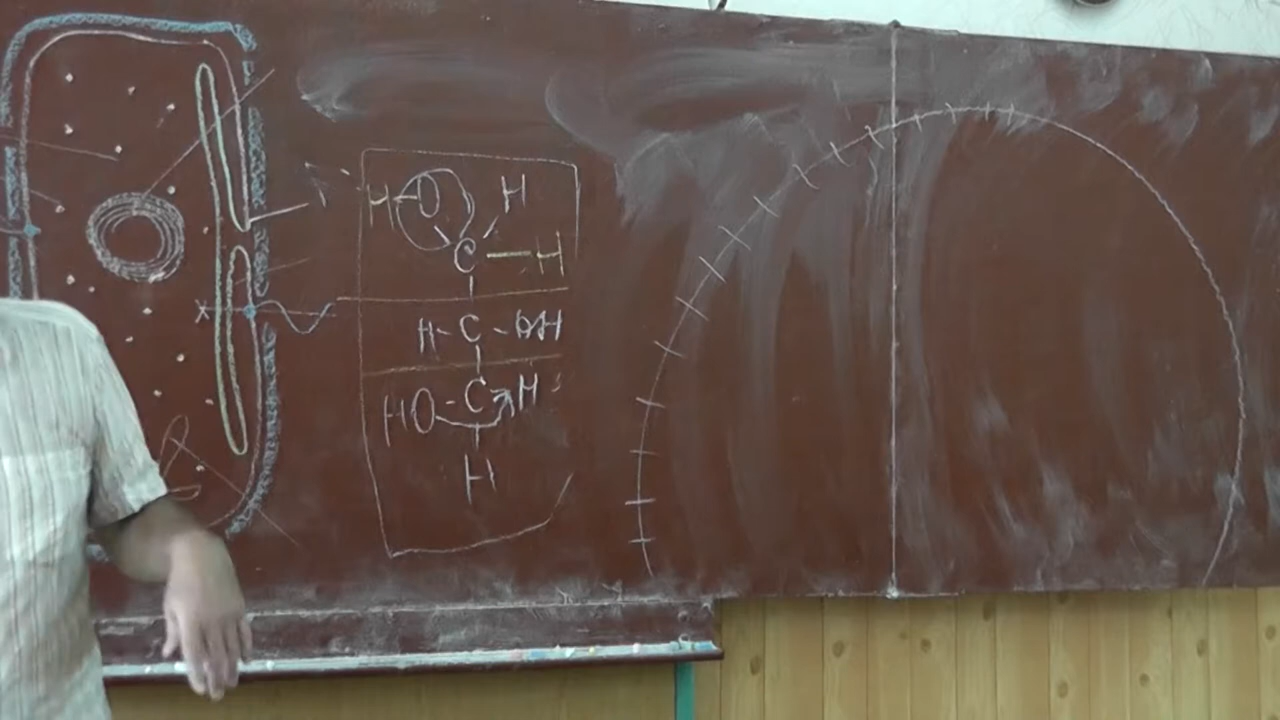 H-O H
C — H
H- C - OH
HO - C H
H